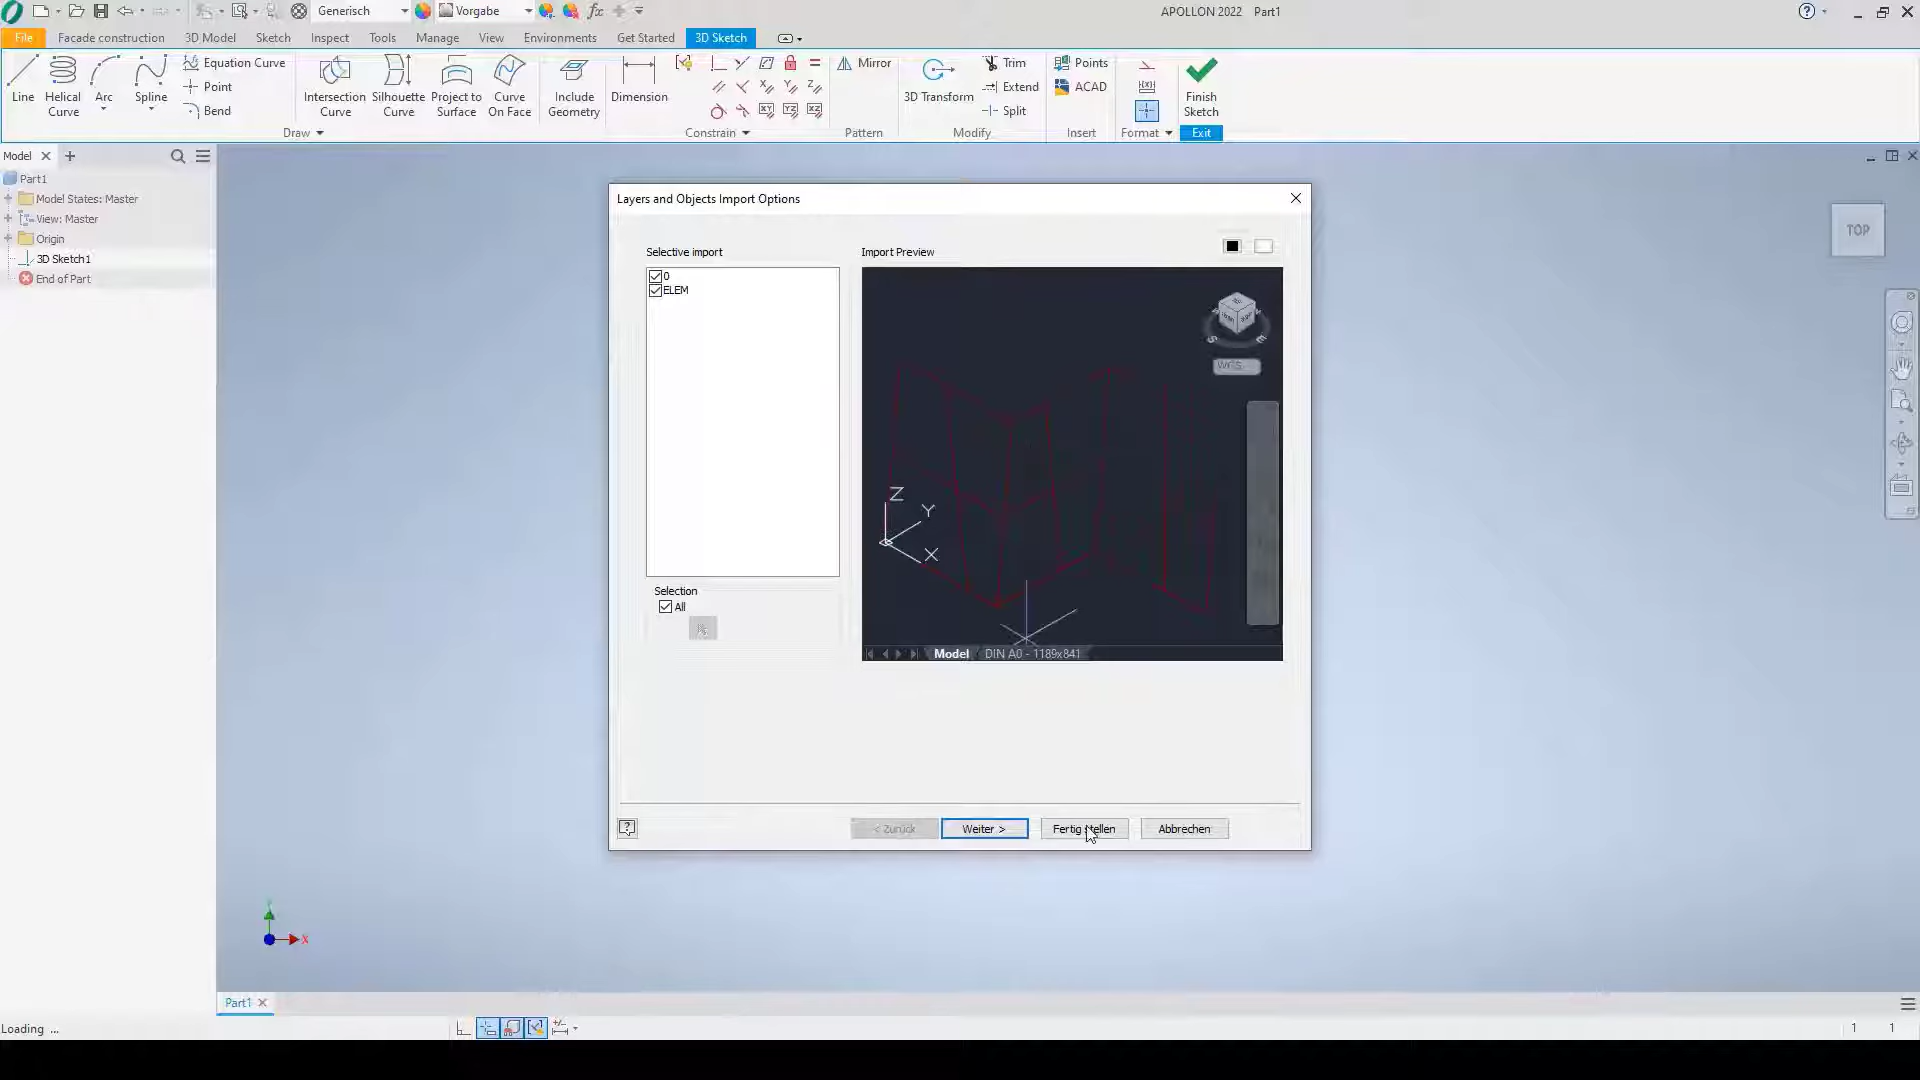 Generisch
Vorgabe
APOLLON 2022 Part1
File
Facade construction
3D Model
Sketch
Inspect
Tools
Manage
View
Environments
Get Started
3D Sketch
Line
Helical Curve
Arc
Spline
Equation Curve
Point
Bend
Intersection Curve
Silhouette Curve
Project to Surface
Curve On Face
Include Geometry
Dimension
Mirror
3D Transform
Trim
Extend
Split
Points
ACAD
Finish Sketch
Draw
Constrain
Pattern
Modify
Insert
Format
Exit
Model
Part1
Model States: Master
View: Master
Origin
3D Sketch1
End of Part
TOP
Layers and Objects Import Options
Selective import
0
ELEM
Selection
All
Import Preview
WCS
Z
Y
X
S
E
Model
DIN A0 - 1189x841
< Zurück
Weiter >
Fertig stellen
Abbrechen
X
Part1
Loading ...
1 1